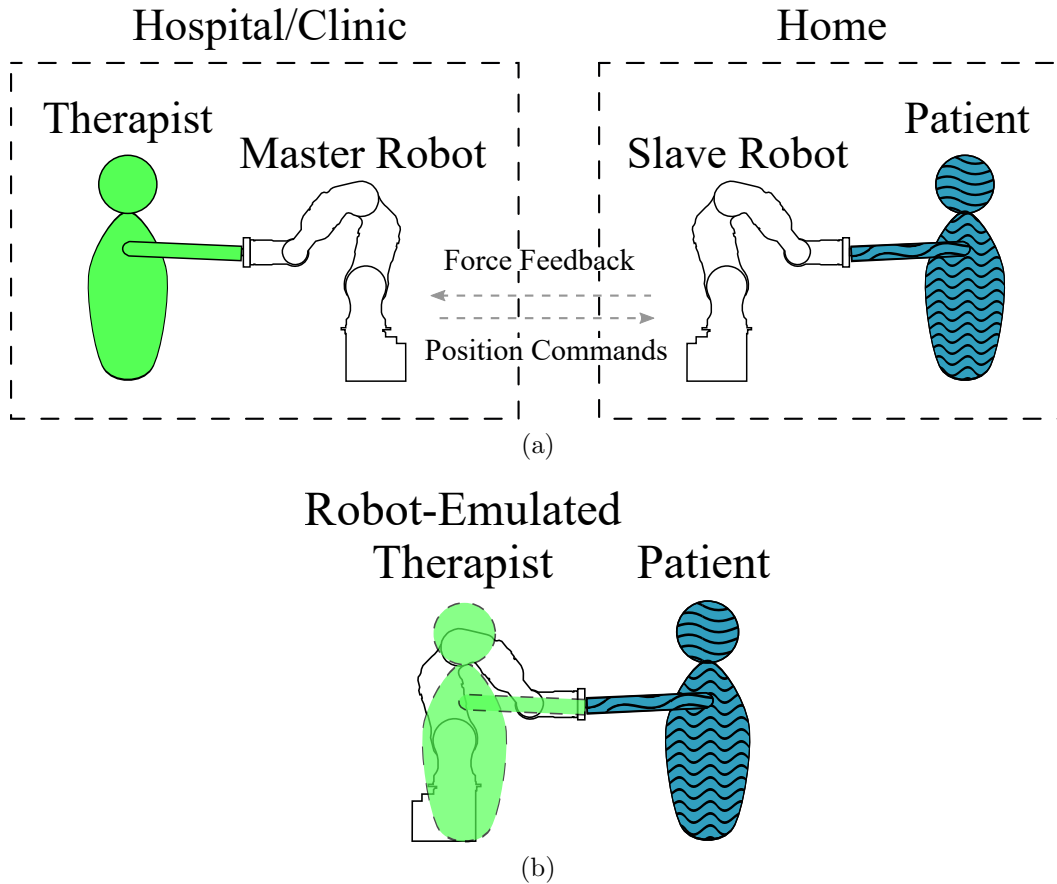 Hospital/Clinic
Home
Therapist
Patient
Master Robot
Slave Robot
Force Feedback
Position Commands
(a)
Robot-Emulated
Therapist
Patient
(b)